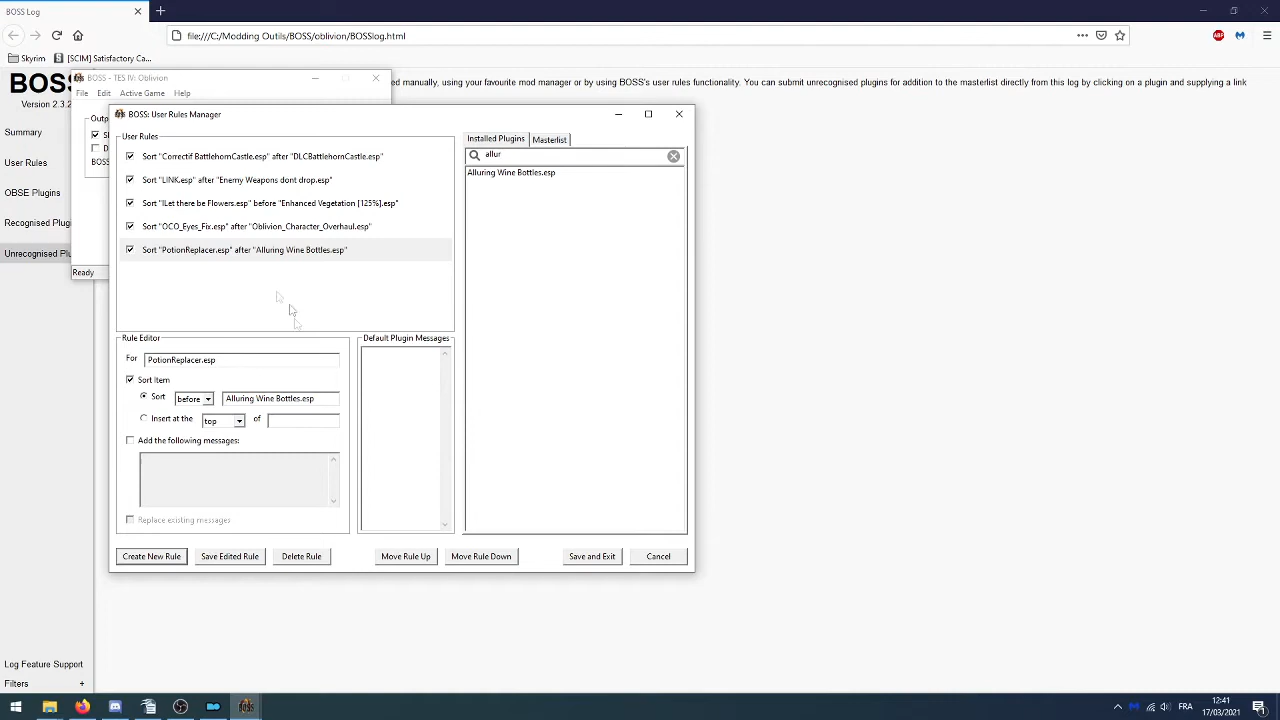 BOSS Log
file:///C:/Modding Outils/BOSS/oblivion/BOSSlog.html
Skyrim
[SCIM] Satisfactory Ca...
BOSS
Version 2.3.2
BOSS - TES IV: Oblivion
ed manually, using your favourite mod manager or by using BOSS's user rules functionality. You can submit unrecognised plugins for addition to the masterlist directly from this log by clicking on a plugin and supplying a link
File Edit Active Game Help
Summary
User Rules
OBSE Plugins
Recognised Plugi
Unrecognised Plu
Outp
BOSS
Ready
BOSS: User Rules Manager
User Rules
Sort "Correctif BattlehornCastle.esp" after "DLCBattlehornCastle.esp"
Sort "LINK.esp" after "Enemy Weapons dont drop.esp"
Sort "ILet there be Flowers.esp" before "Enhanced Vegetation [125%].esp"
Sort "OCO_Eyes_Fix.esp" after "Oblivion_Character_Overhaul.esp"
Sort "PotionReplacer.esp" after "Alluring Wine Bottles.esp"
Installed Plugins
Masterlist
allur
Alluring Wine Bottles.esp
Rule Editor
For
PotionReplacer.esp
Sort Item
Sort
before
Alluring Wine Bottles.esp
Insert at the
top
of
Add the following messages:
Replace existing messages
Default Plugin Messages
Create New Rule
Save Edited Rule
Delete Rule
Move Rule Up
Move Rule Down
Save and Exit
Cancel
Log Feature Support
Filters +
FRA
12:41
17/03/2021